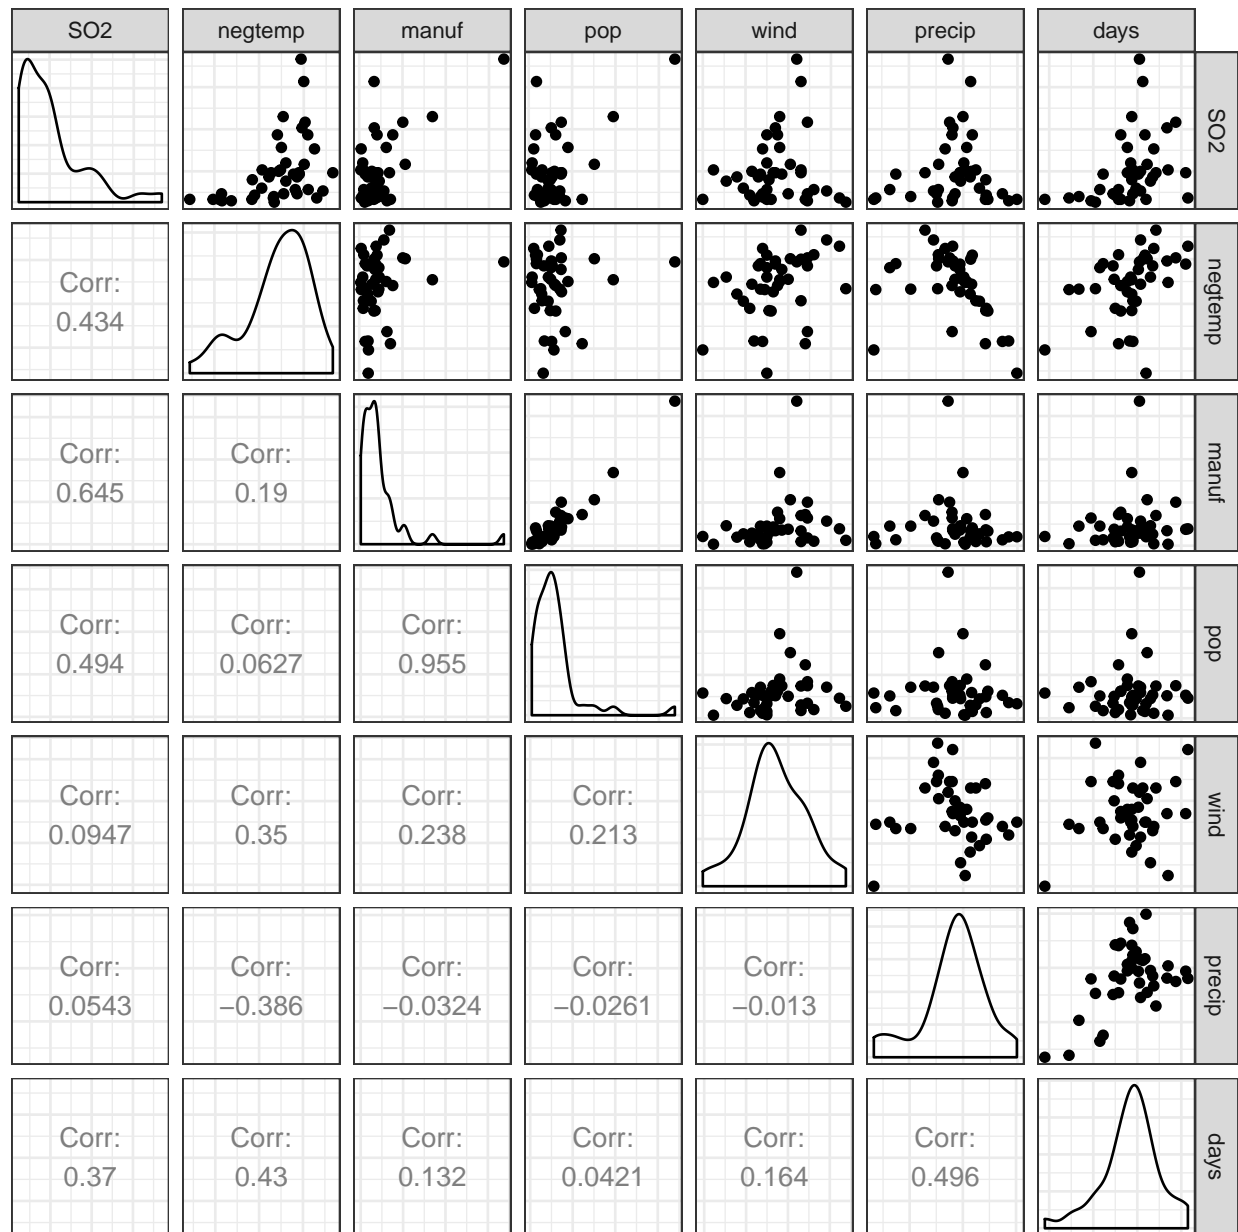 SO2 negtemp manuf pop wind precip days
SO2
Corr:
0.434
negtemp
Corr: Corr:
0.645 0.19
manuf
Corr: Corr: Corr:
0.494 0.0627 0.955
pop
Corr: Corr: Corr: Corr:
0.0947 0.35 0.238 0.213
wind
Corr: Corr: Corr: Corr: Corr:
0.0543 −0.386 −0.0324 −0.0261 −0.013
precip
Corr: Corr: Corr: Corr: Corr: Corr:
0.37 0.43 0.132 0.0421 0.164 0.496
days